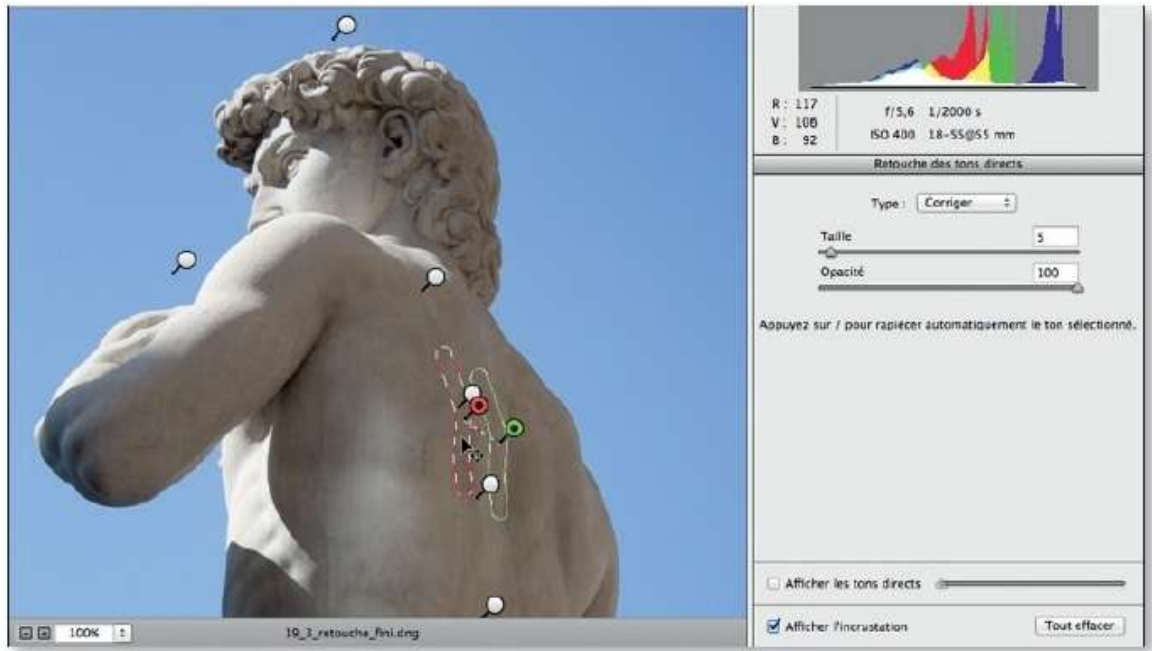 R: 117
V: 108
B: 92
f/5,6 1/2000 s
ISO 400 18-55@55 mm
Retouche des tons directs
Type : Corriger
Taille 5
Opacité 100
Appuyez sur / pour rapiécer automatiquement le ton sélectionné.
Afficher les tons directs
Afficher l'incrustation Tout effacer
100% 19_3_retouche_fini.dng